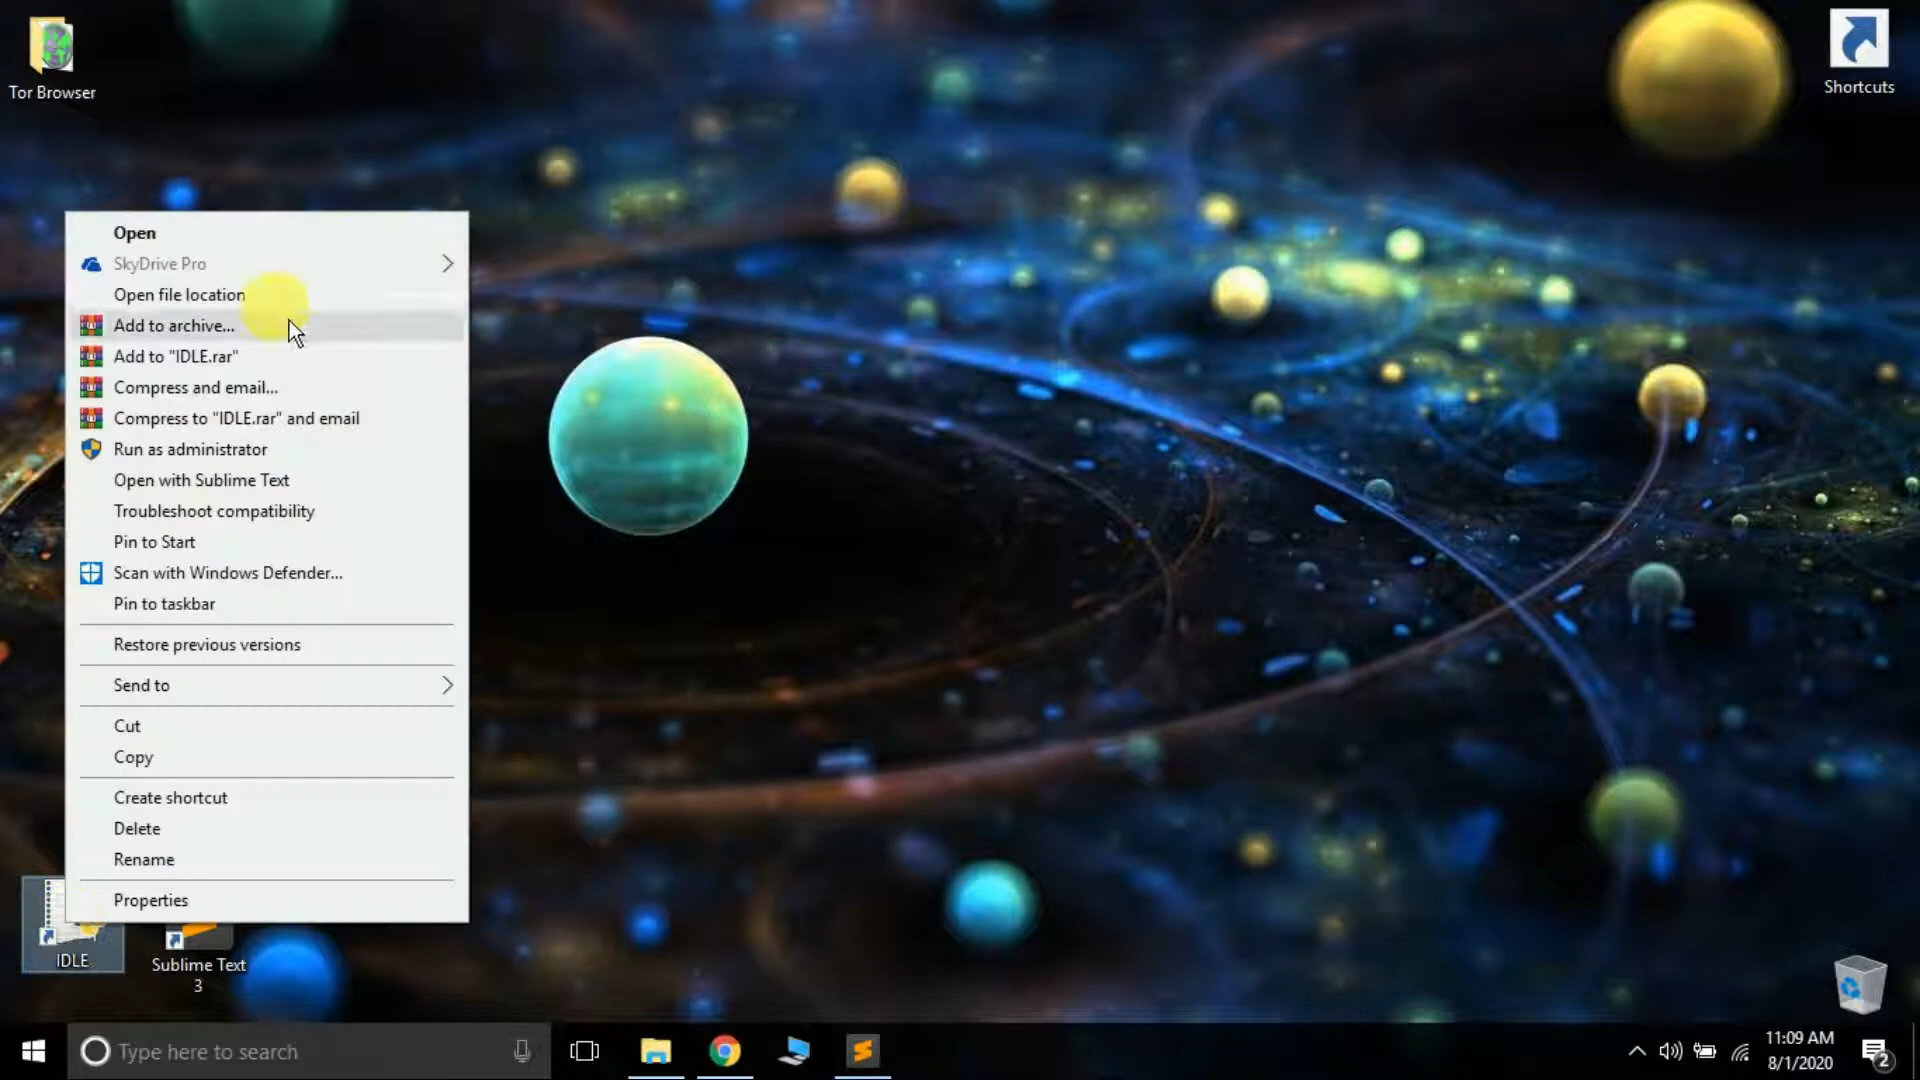 Tor Browser
Shortcuts
Open
SkyDrive Pro
Open file location
Add to archive...
Add to "IDLE.rar"
Compress and email...
Compress to "IDLE.rar" and email
Run as administrator
Open with Sublime Text
Troubleshoot compatibility
Pin to Start
Scan with Windows Defender...
Pin to taskbar
Restore previous versions
Send to
Cut
Copy
Create shortcut
Delete
Rename
Properties
IDLE
Sublime Text
3
Type here to search
11:09 AM
8/1/2020
2